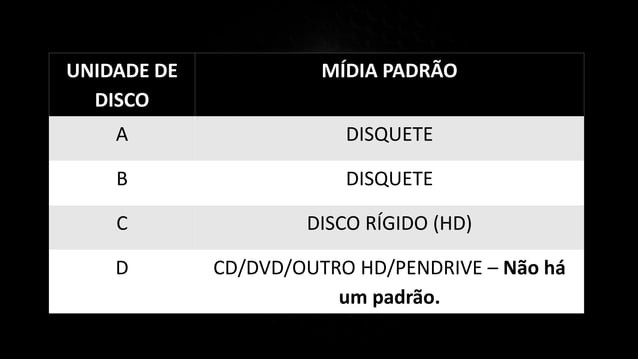 UNIDADE DE DISCO	MÍDIA PADRÃO
A	DISQUETE
B	DISQUETE
C	DISCO RÍGIDO (HD)
D	CD/DVD/OUTRO HD/PENDRIVE – Não há
um padrão.